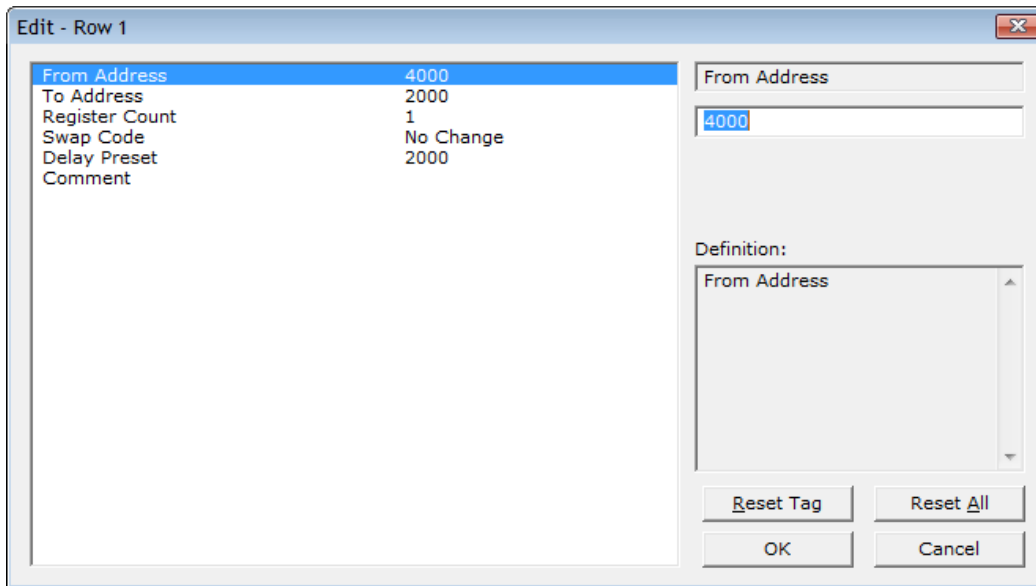 Edit - Row 1
From Address 4000
To Address 2000
Register Count 1
Swap Code No Change
Delay Preset 2000
Comment
From Address
4000
Definition:
From Address
Reset Tag Reset All
OK Cancel